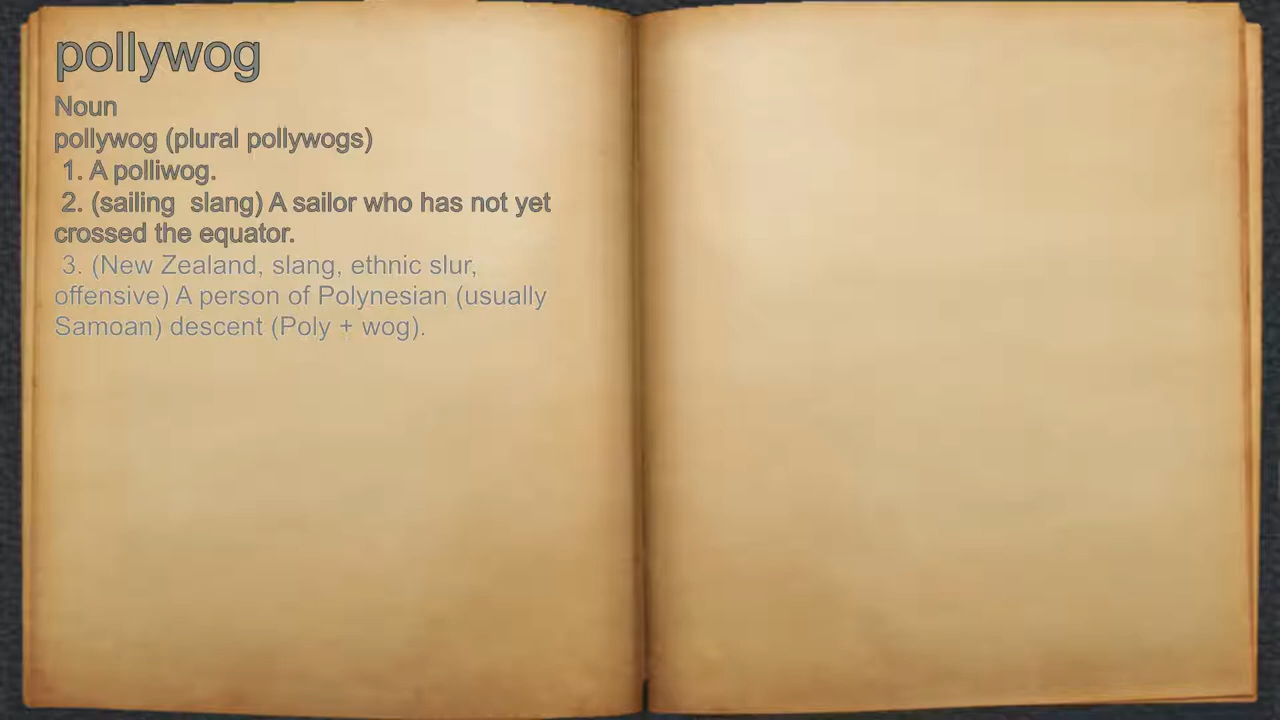 pollywog
Noun
pollywog (plural pollywogs)
1. A polliwog.
2. (sailing slang) A sailor who has not yet
crossed the equator.
3. (New Zealand, slang, ethnic slur,
offensive) A person of Polynesian (usually
Samoan) descent (Poly + wog).